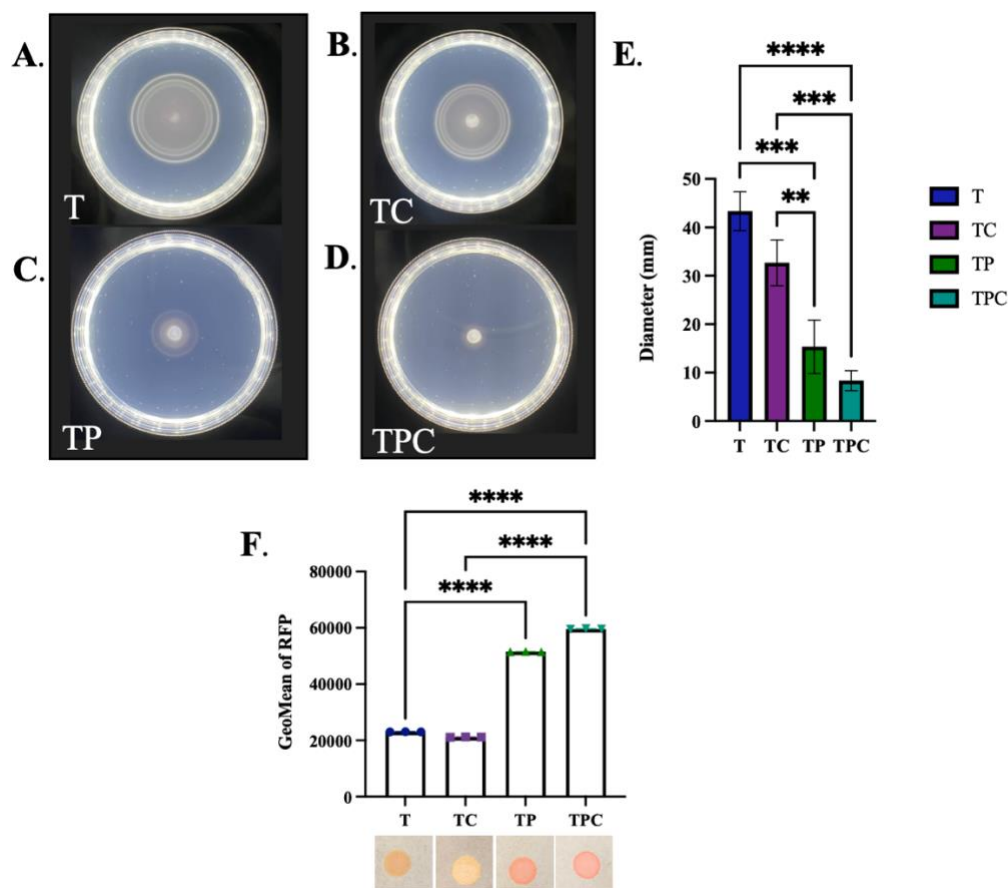 A.
T
B.
TC
C.
TP
D.
TPC
E.
****
***
***
**
50
40
30
20
10
0
Diameter (mm)
T TC TP TPC
T
TC
TP
TPC
F.
****
****
****
80000
60000
40000
20000
0
GeoMean of RFP
T TC TP TPC